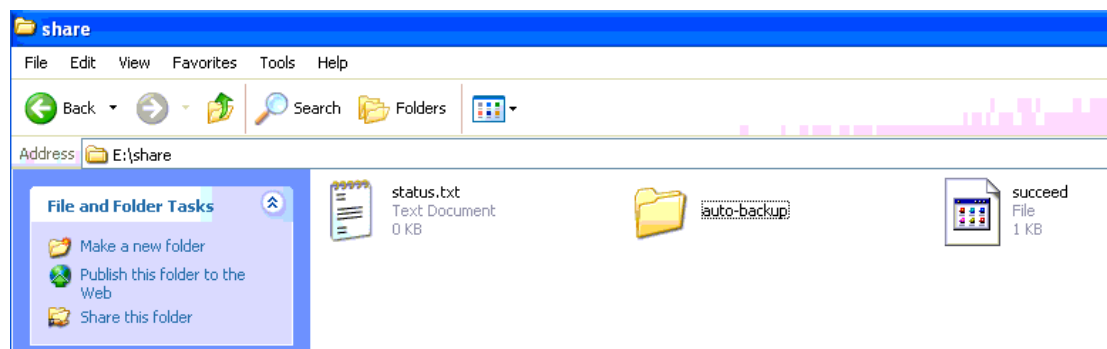 share
File Edit View Favorites Tools Help
Back Search Folders
Address E:\share
File and Folder Tasks
Make a new folder
Publish this folder to the
Web
Share this folder
status.txt
Text Document
0 KB
auto-backup
succeed
File
1 KB